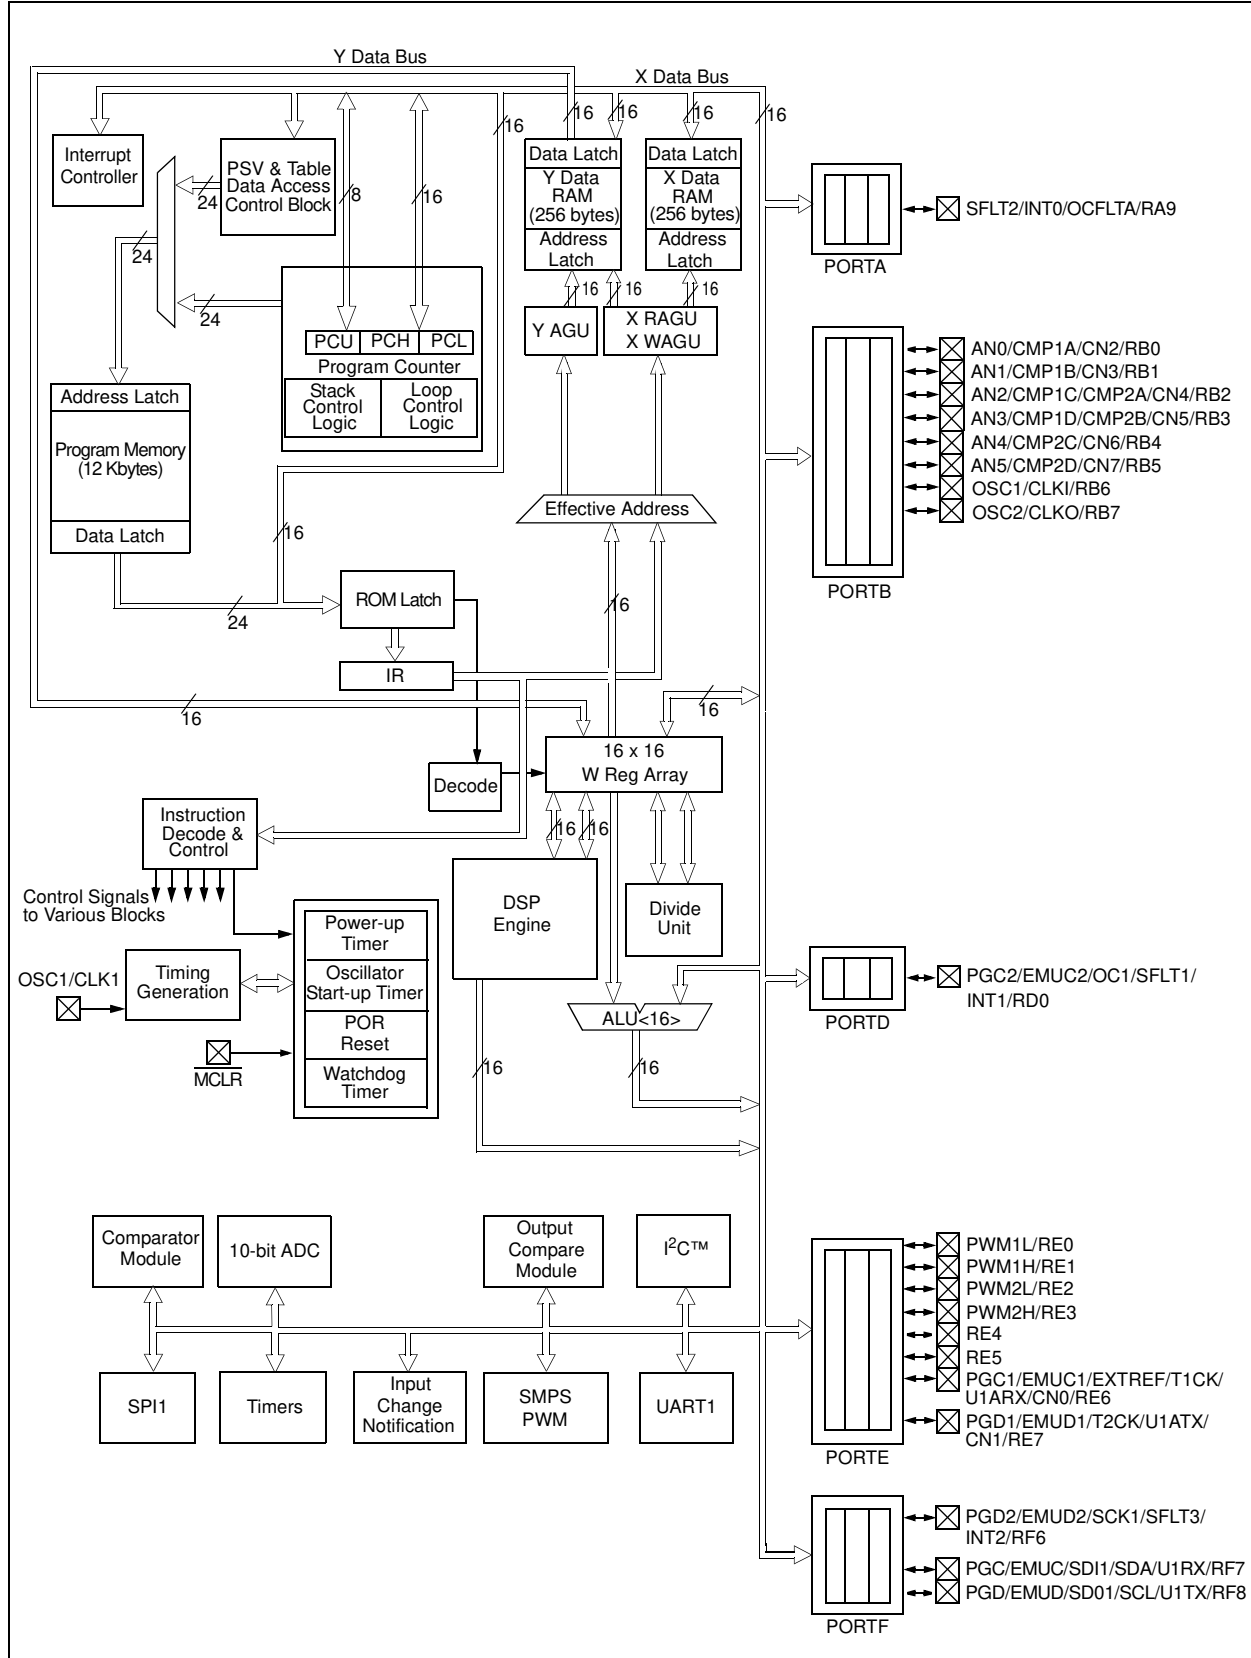 Y Data Bus
X Data Bus
16
16
16
16
16
Interrupt
Controller
PSV & Table
Data Access
Control Block
24
8
16
Data Latch
Y Data
RAM
(256 bytes)
Address
Latch
Data Latch
X Data
RAM
(256 bytes)
Address
Latch
SFLT2/INT0/OCFLTA/RA9
PORTA
24
24
16
16
16
PCU
PCH
PCL
Program Counter
Stack
Control
Logic
Loop
Control
Logic
Y AGU
X RAGU
X WAGU
Address Latch
Program Memory
(12 Kbytes)
Data Latch
AN0/CMP1A/CN2/RB0
AN1/CMP1B/CN3/RB1
AN2/CMP1C/CMP2A/CN4/RB2
AN3/CMP1D/CMP2B/CN5/RB3
AN4/CMP2C/CN6/RB4
AN5/CMP2D/CN7/RB5
OSC1/CLKI/RB6
OSC2/CLKO/RB7
PORTB
Effective Address
16
24
ROM Latch
16
IR
16
16
16 x 16
W Reg Array
Decode
Instruction
Decode &
Control
16
16
Control Signals
to Various Blocks
DSP
Engine
Divide
Unit
Power-up
Timer
Oscillator
Start-up Timer
POR
Reset
Watchdog
Timer
OSC1/CLK1
Timing
Generation
MCLR
ALU<16>
16
16
PGC2/EMUC2/OC1/SFLT1/
INT1/RD0
PORTD
Comparator
Module
10-bit ADC
Output
Compare
Module
I2C™
SPI1
Timers
Input
Change
Notification
SMPS
PWM
UART1
PWM1L/RE0
PWM1H/RE1
PWM2L/RE2
PWM2H/RE3
RE4
RE5
PGC1/EMUC1/EXTREF/T1CK/
U1ARX/CN0/RE6
PGD1/EMUD1/T2CK/U1ATX/
CN1/RE7
PORTE
PGD2/EMUD2/SCK1/SFLT3/
INT2/RF6
PGC/EMUC/SDI1/SDA/U1RX/RF7
PGD/EMUD/SD01/SCL/U1TX/RF8
PORTF